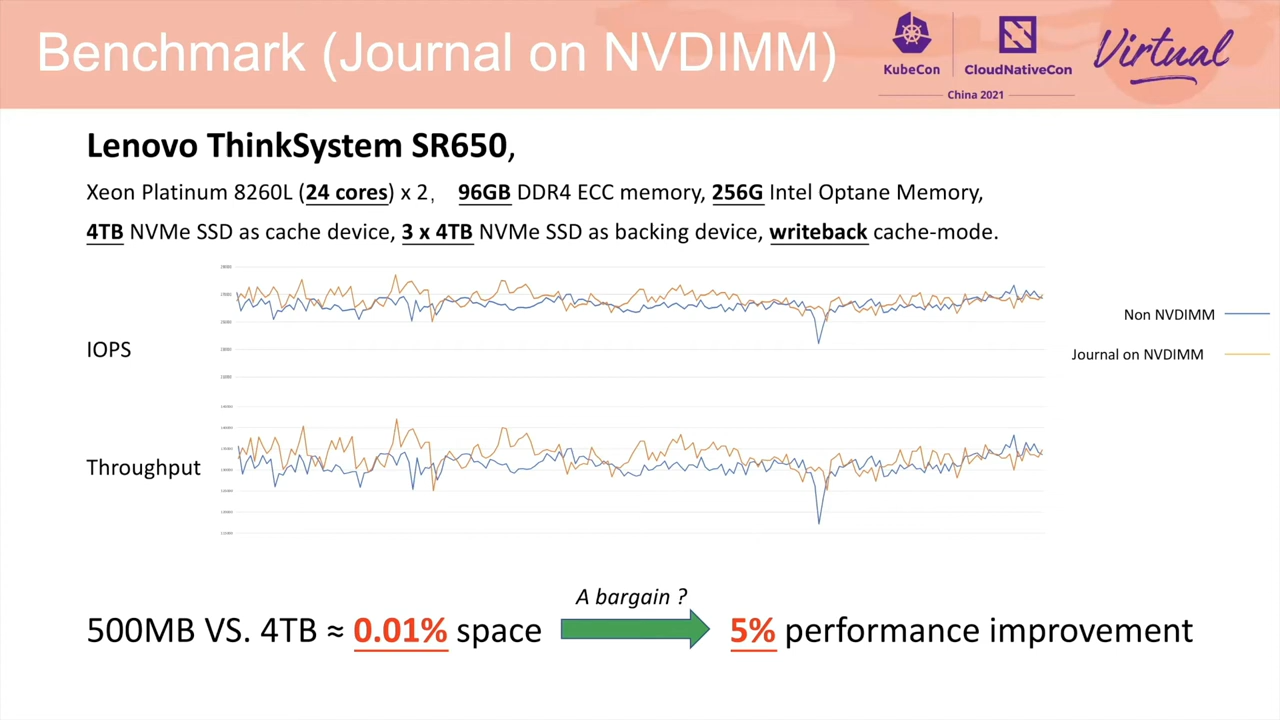 Benchmark (Journal on NVDIMM)
KubeCon
CloudNativeCon
China 2021
Virtual
Lenovo ThinkSystem SR650,
Xeon Platinum 8260L (24 cores) x 2, 96GB DDR4 ECC memory, 256G Intel Optane Memory,
4TB NVMe SSD as cache device, 3 x 4TB NVMe SSD as backing device, writeback cache-mode.
Non NVDIMM
IOPS
Journal on NVDIMM
Throughput
A bargain ?
500MB VS. 4TB ≈ 0.01% space
5% performance improvement